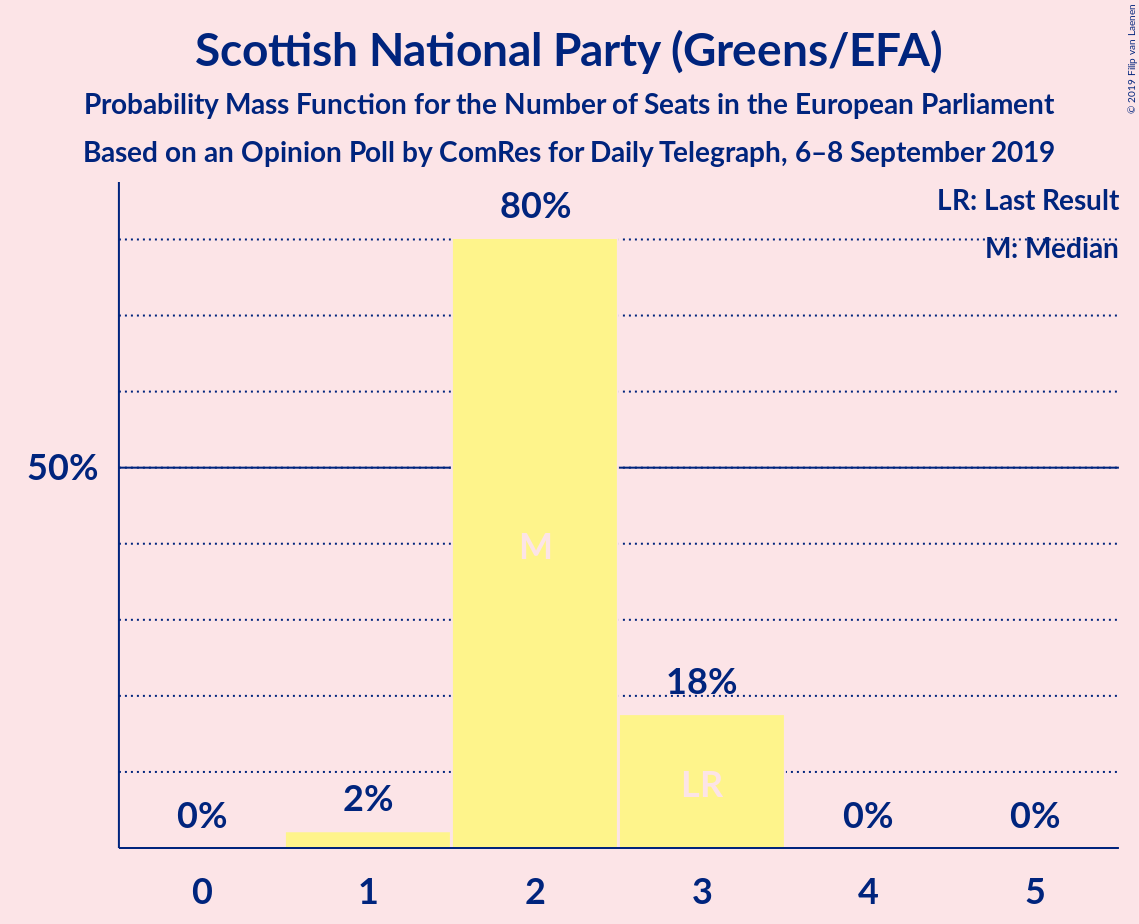 Scottish National Party (Greens/EFA)
Probability Mass Function for the Number of Seats in the European Parliament
Based on an Opinion Poll by ComRes for Daily Telegraph, 6–8 September 2019
© 2019 Filip van Laenen
LR: Last Result
M: Median
80%
50%
M
18%
LR
2%
0%
0%
0%
0 1 2 3 4 5